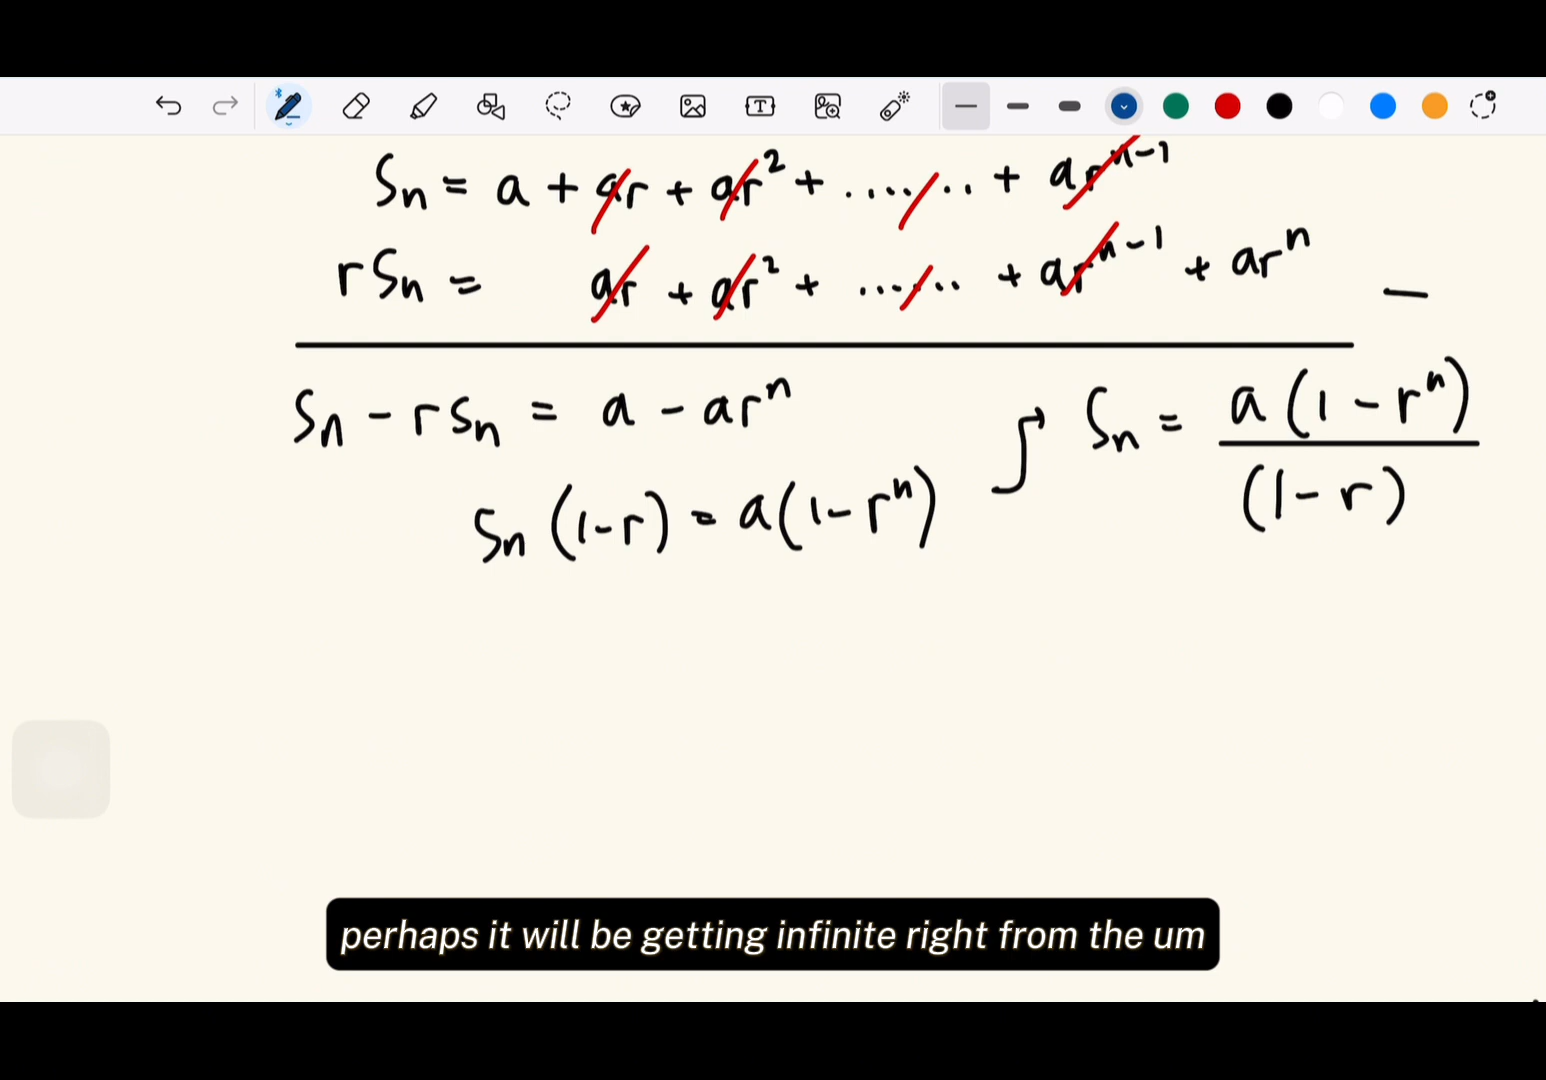 Sn = a + ar + ar² + ....... + arⁿ⁻¹
rSn = ar + ar² + ....... + arⁿ⁻¹ + arⁿ −
Sn − rSn = a − arⁿ
Sn (1−r) = a(1−rⁿ)
Sn = a(1−rⁿ) / (1−r)
perhaps it will be getting infinite right from the um